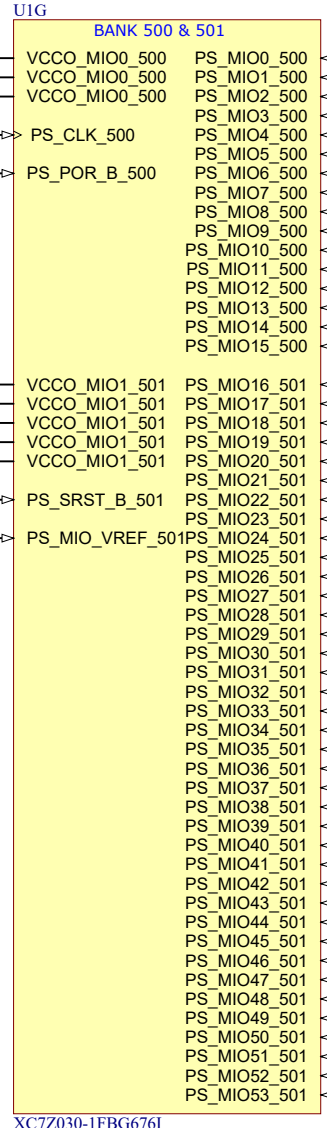 U1G
BANK 500 & 501
VCCO_MIO0_500 PS_MIO0_500
VCCO_MIO0_500 PS_MIO1_500
VCCO_MIO0_500 PS_MIO2_500
PS_MIO3_500
PS_CLK_500 PS_MIO4_500
PS_MIO5_500
PS_POR_B_500 PS_MIO6_500
PS_MIO7_500
PS_MIO8_500
PS_MIO9_500
PS_MIO10_500
PS_MIO11_500
PS_MIO12_500
PS_MIO13_500
PS_MIO14_500
PS_MIO15_500
VCCO_MIO1_501 PS_MIO16_501
VCCO_MIO1_501 PS_MIO17_501
VCCO_MIO1_501 PS_MIO18_501
VCCO_MIO1_501 PS_MIO19_501
VCCO_MIO1_501 PS_MIO20_501
PS_MIO21_501
PS_SRST_B_501 PS_MIO22_501
PS_MIO23_501
PS_MIO_VREF_501 PS_MIO24_501
PS_MIO25_501
PS_MIO26_501
PS_MIO27_501
PS_MIO28_501
PS_MIO29_501
PS_MIO30_501
PS_MIO31_501
PS_MIO32_501
PS_MIO33_501
PS_MIO34_501
PS_MIO35_501
PS_MIO36_501
PS_MIO37_501
PS_MIO38_501
PS_MIO39_501
PS_MIO40_501
PS_MIO41_501
PS_MIO42_501
PS_MIO43_501
PS_MIO44_501
PS_MIO45_501
PS_MIO46_501
PS_MIO47_501
PS_MIO48_501
PS_MIO49_501
PS_MIO50_501
PS_MIO51_501
PS_MIO52_501
PS_MIO53_501
XC7Z030-1FBG676I